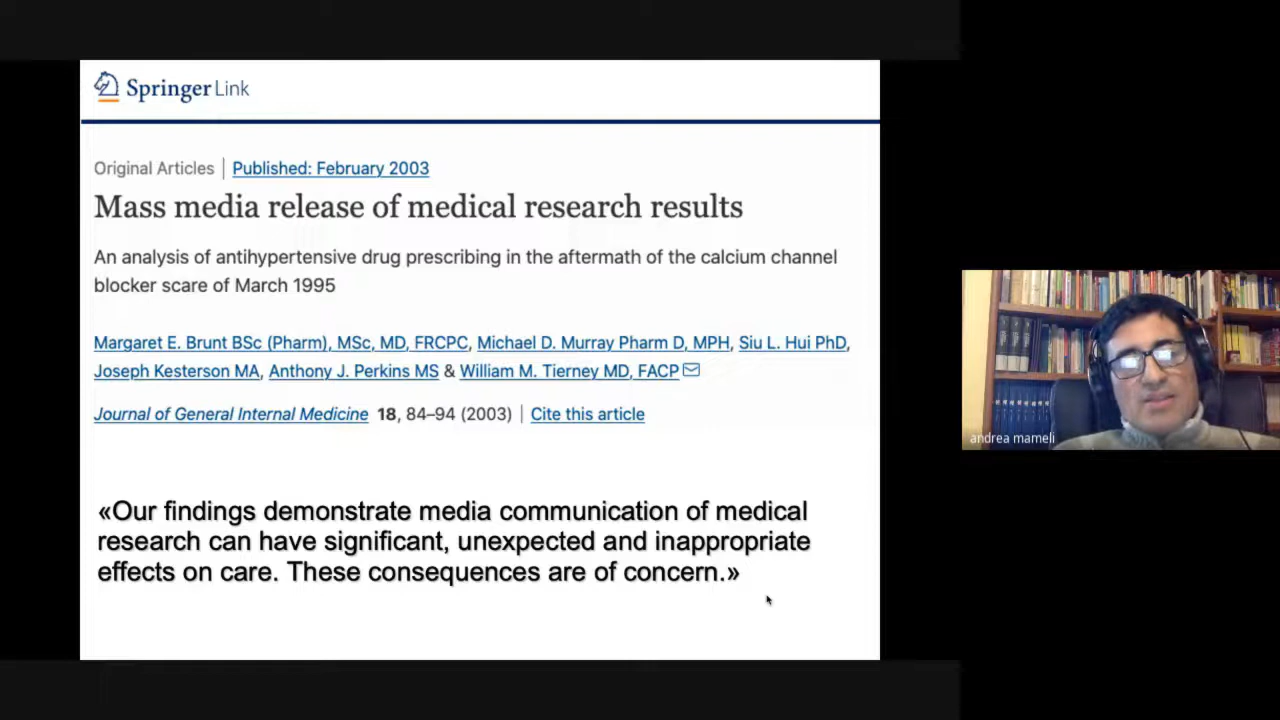 Springer Link
Original Articles | Published: February 2003
Mass media release of medical research results
An analysis of antihypertensive drug prescribing in the aftermath of the calcium channel
blocker scare of March 1995
Margaret E. Brunt BSc (Pharm), MSc, MD, FRCPC, Michael D. Murray Pharm D, MPH, Siu L. Hui PhD,
Joseph Kesterson MA, Anthony J. Perkins MS & William M. Tierney MD, FACP
Journal of General Internal Medicine 18, 84–94 (2003) | Cite this article
«Our findings demonstrate media communication of medical
research can have significant, unexpected and inappropriate
effects on care. These consequences are of concern.»
andrea mameli